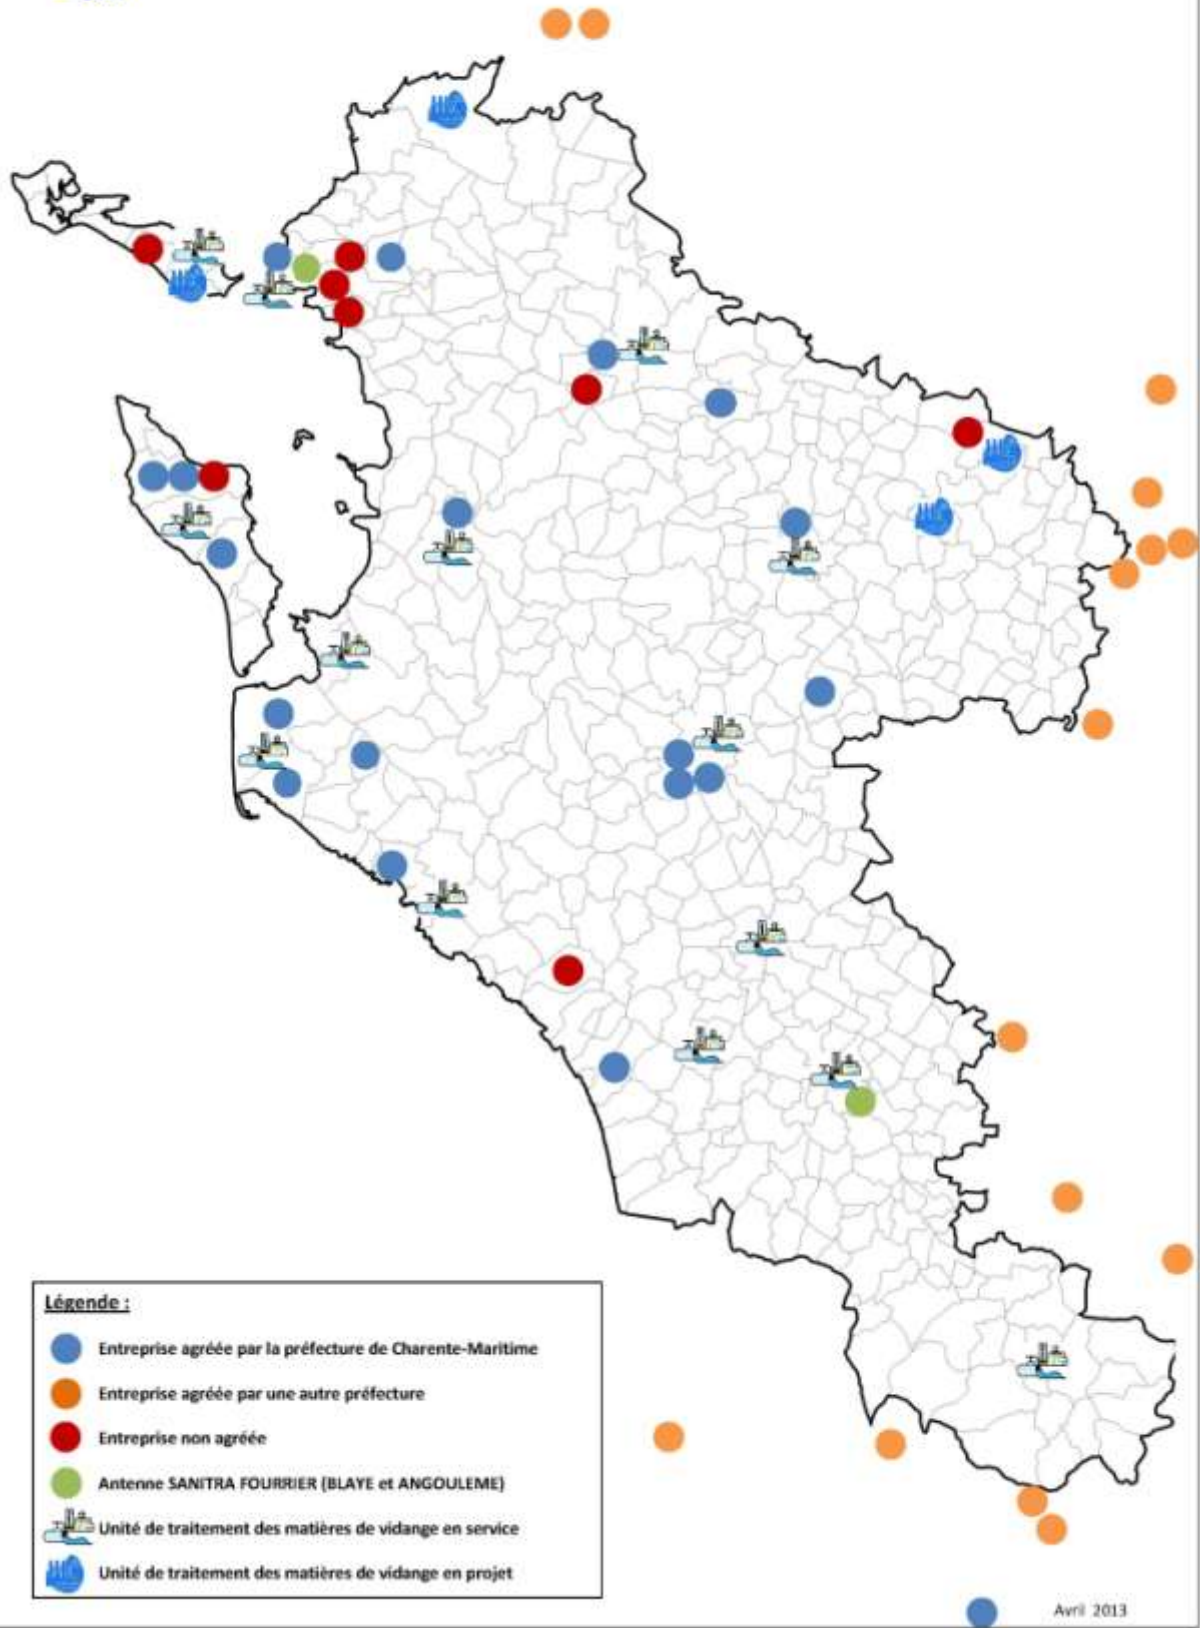 Légende :
Entreprise agréée par la préfecture de Charente-Maritime
Entreprise agréée par une autre préfecture
Entreprise non agréée
Antenne SANITRA FOURRIER (BLAYE et ANGOULEME)
Unité de traitement des matières de vidange en service
Unité de traitement des matières de vidange en projet
Avril 2013